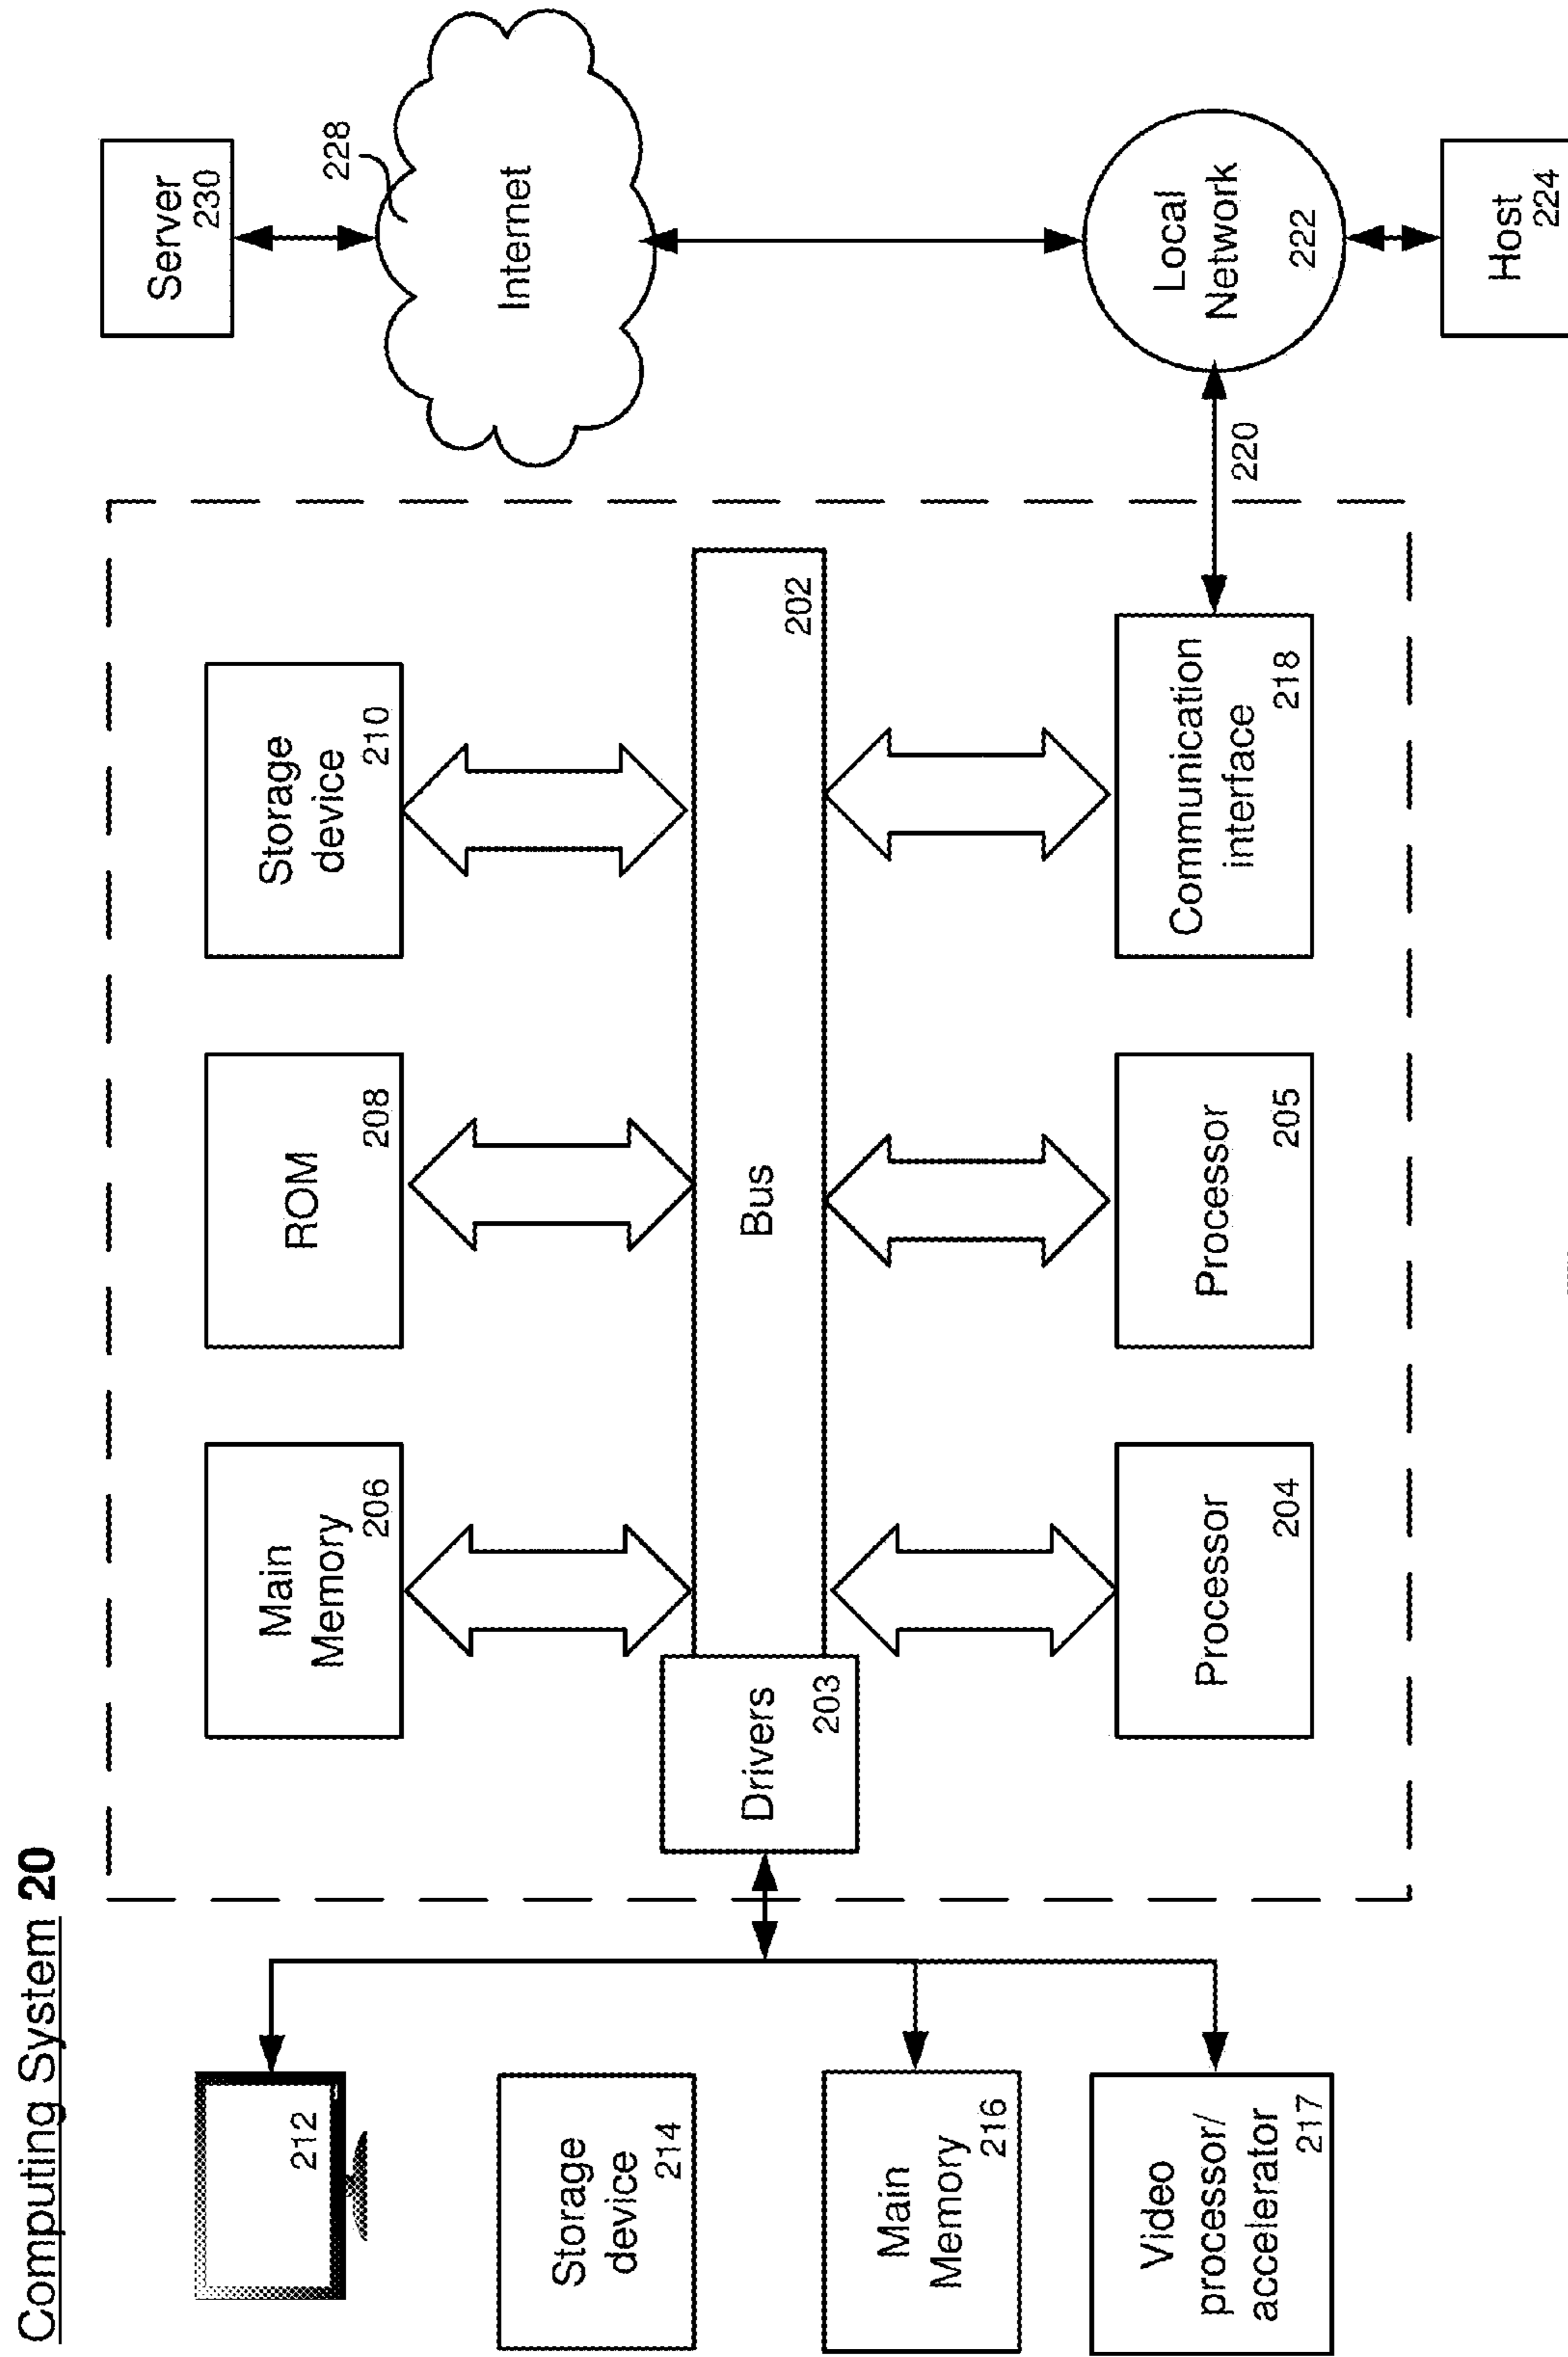 Computing System 20
212
Storage
device
214
Main
Memory
216
Video
processor/
accelerator
217
Drivers
203
Main
Memory
206
ROM
208
Storage
device
210
Bus
202
Processor
204
Processor
205
Communication
interface
218
220
Server
230
228
Internet
Local
Network
222
Host
224